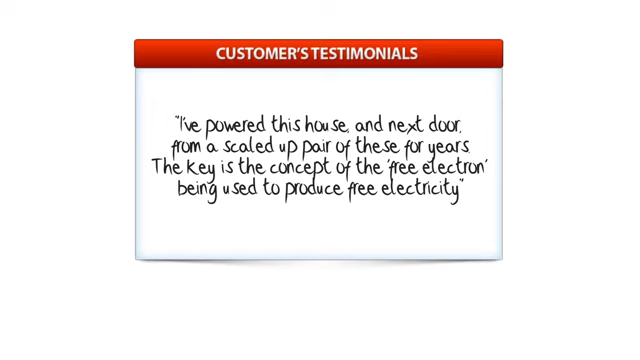 CUSTOMER'S TESTIMONIALS
"I've powered this house, and next door,
from a scaled up pair of these for years.
The key is the concept of the 'free electron'
being used to produce free electricity"